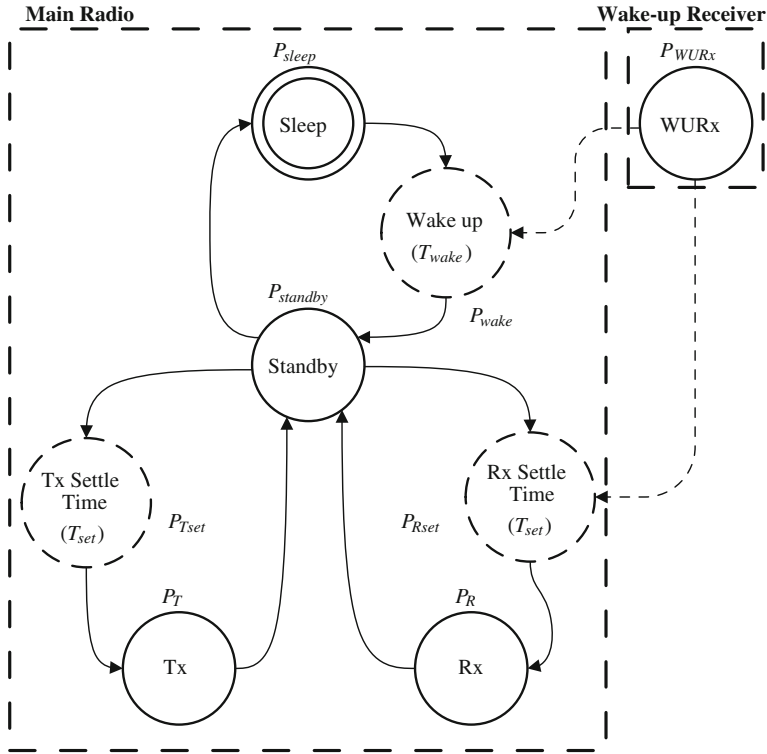 Main Radio
Wake-up Receiver
P_sleep
P_WURx
Sleep
WURx
Wake up
(T_wake)
P_standby
P_wake
Standby
Tx Settle
Time
(T_set)
P_Tset
P_Rset
Rx Settle
Time
(T_set)
P_T
P_R
Tx
Rx